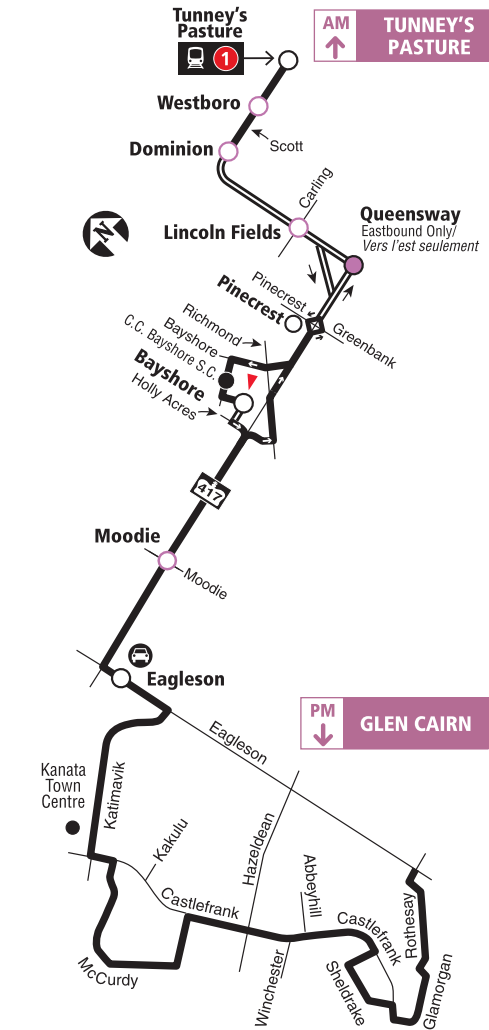 Tunney's
Pasture
1
AM
TUNNEY'S
PASTURE
Westboro
Scott
Dominion
Carling
Lincoln Fields
Queensway
Eastbound Only/
Vers l'est seulement
N
Pinecrest
Pinecrest
Greenbank
Richmond
Bayshore
C.C. Bayshore S.C.
Bayshore
Holly Acres
417
Moodie
Moodie
Eagleson
PM
GLEN CAIRN
Eagleson
Kanata
Town
Centre
Katimavik
Kakulu
Hazeldean
Abbeyhill
Castlefrank
Castlefrank
Rothesay
McCurdy
Winchester
Sheldrake
Glamorgan